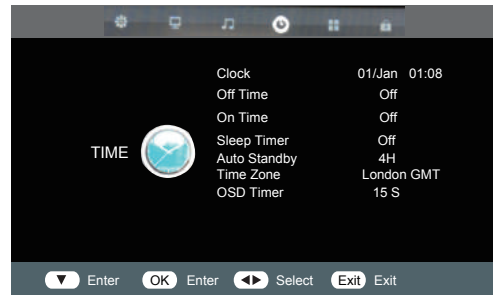 Clock 01/Jan 01:08
Off Time Off
On Time Off
Sleep Timer Off
TIME
Auto Standby 4H
Time Zone London GMT
OSD Timer 15 S
▼ Enter OK Enter ◀▶ Select Exit Exit